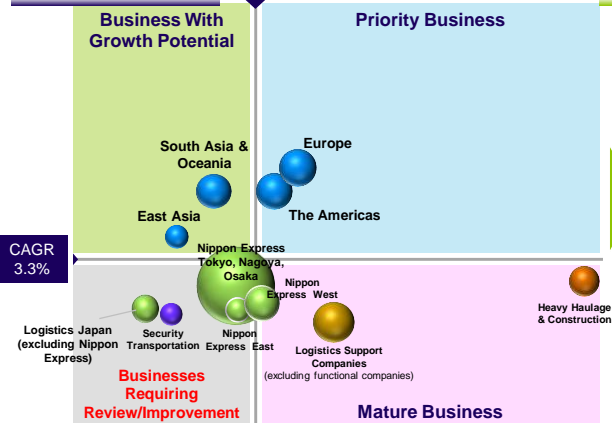 Business With
Growth Potential
Priority Business
South Asia &
Oceania
Europe
East Asia
The Americas
CAGR
3.3%
Nippon Express
Tokyo, Nagoya,
Osaka
Nippon
Express West
Heavy Haulage
& Construction
Logistics Japan
(excluding Nippon
Express)
Security
Transportation
Nippon
Express East
Logistics Support
Companies
(excluding functional companies)
Businesses
Requiring
Review/Improvement
Mature Business